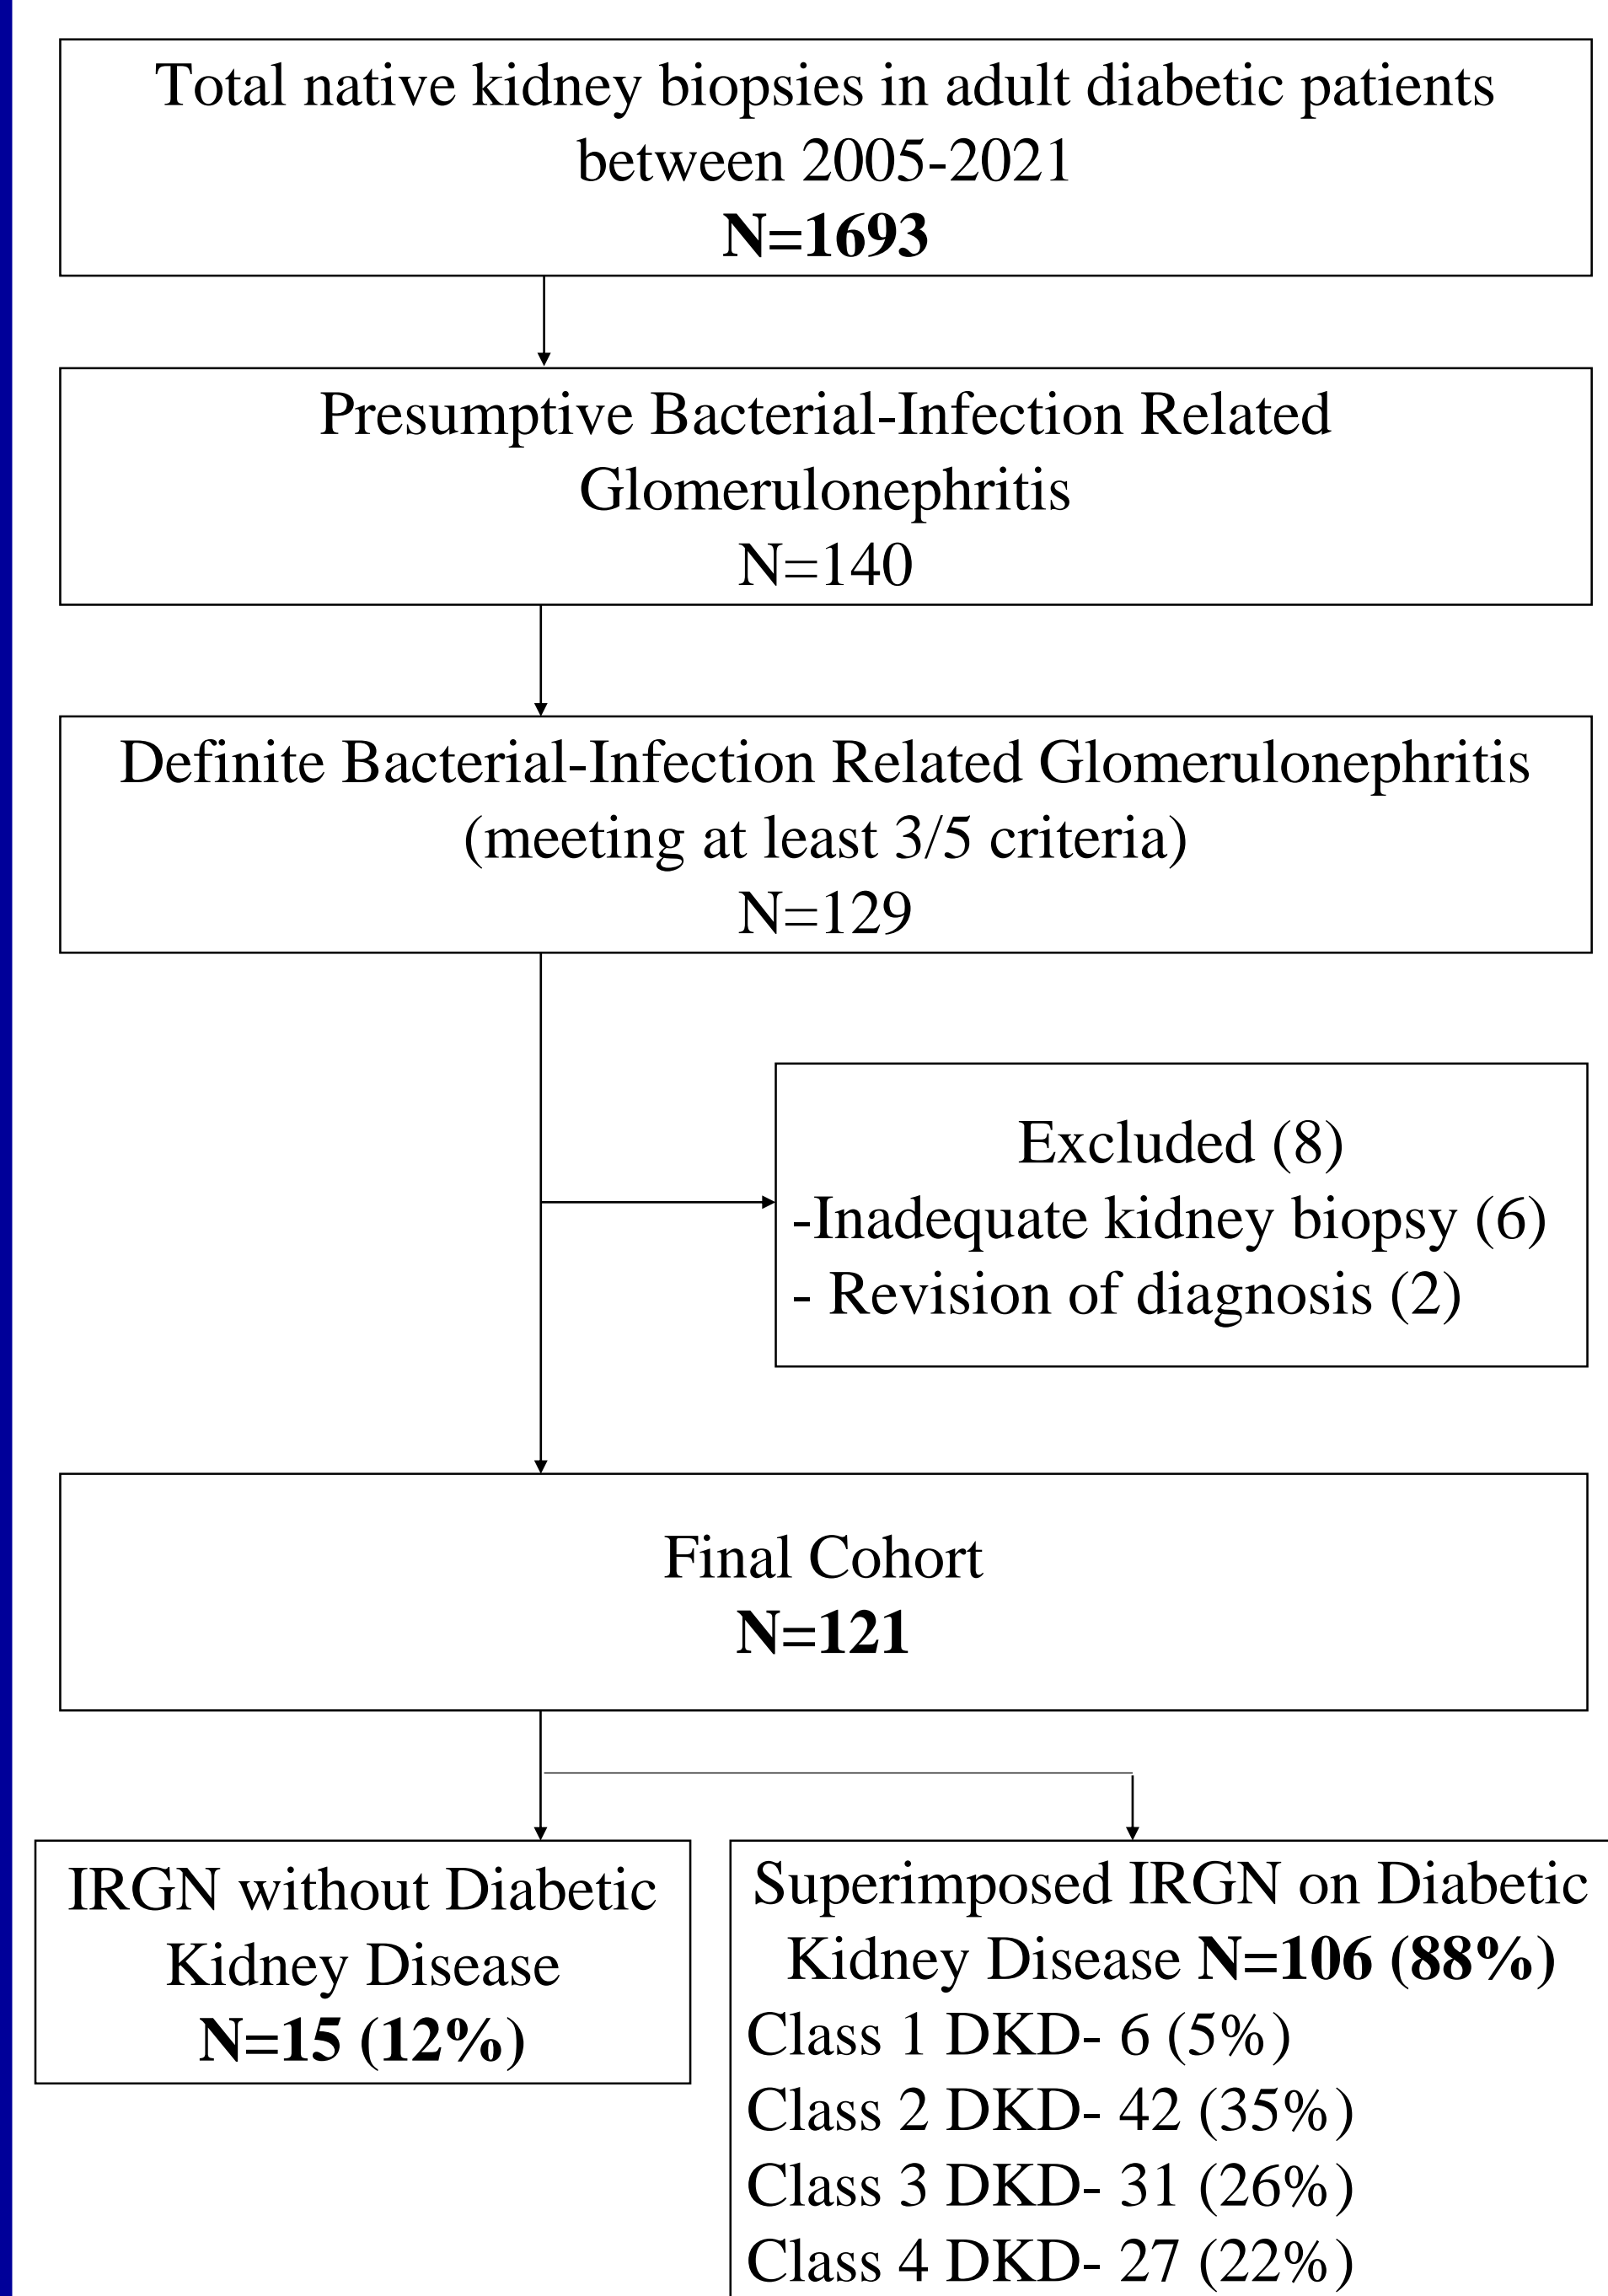 Total native kidney biopsies in adult diabetic patients
between 2005-2021
N=1693
Presumptive Bacterial-Infection Related
Glomerulonephritis
N=140
Definite Bacterial-Infection Related Glomerulonephritis
(meeting at least 3/5 criteria)
N=129
Excluded (8)
-Inadequate kidney biopsy (6)
- Revision of diagnosis (2)
Final Cohort
N=121
IRGN without Diabetic
Kidney Disease
N=15 (12%)
Superimposed IRGN on Diabetic
Kidney Disease N=106 (88%)
Class 1 DKD- 6 (5%)
Class 2 DKD- 42 (35%)
Class 3 DKD- 31 (26%)
Class 4 DKD- 27 (22%)